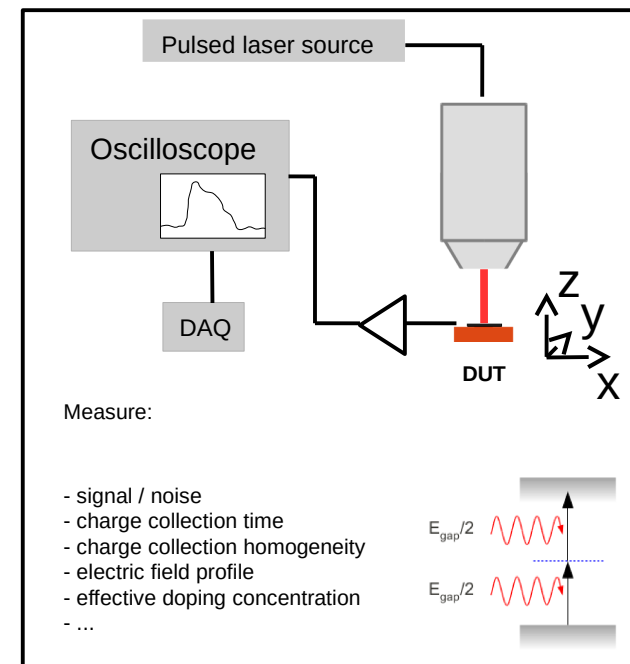 Pulsed laser source
Oscilloscope
DAQ
DUT
z
y
x
Measure:
- signal / noise
- charge collection time
- charge collection homogeneity
- electric field profile
- effective doping concentration
- ...
E_gap/2
E_gap/2